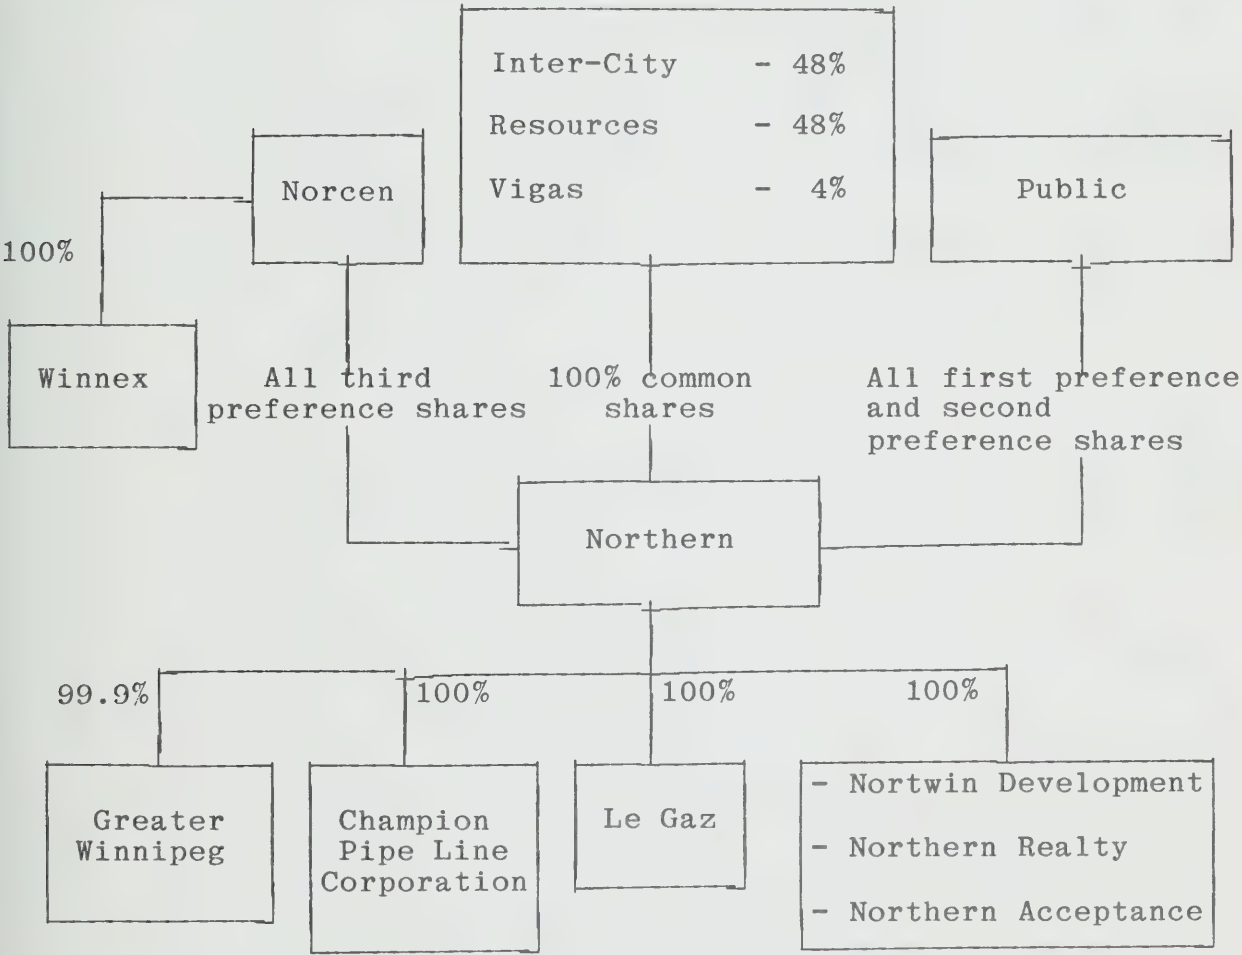 Inter-City - 48%
Resources - 48%
Vigas - 4%
Norcen
Public
100%
Winnex
All third
preference shares
100% common
shares
All first preference
and second
preference shares
Northern
99.9%
100%
100%
100%
Greater
Winnipeg
Champion
Pipe Line
Corporation
Le Gaz
- Nortwin Development
- Northern Realty
- Northern Acceptance